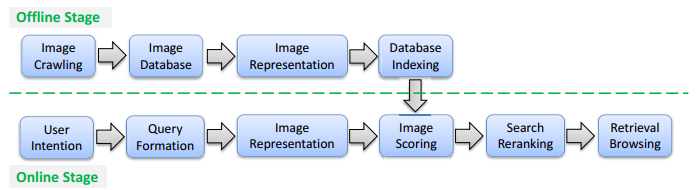 Offline Stage
Image
Crawling
Image
Database
Image
Representation
Database
Indexing
User
Intention
Query
Formation
Image
Representation
Image
Scoring
Search
Reranking
Retrieval
Browsing
Online Stage